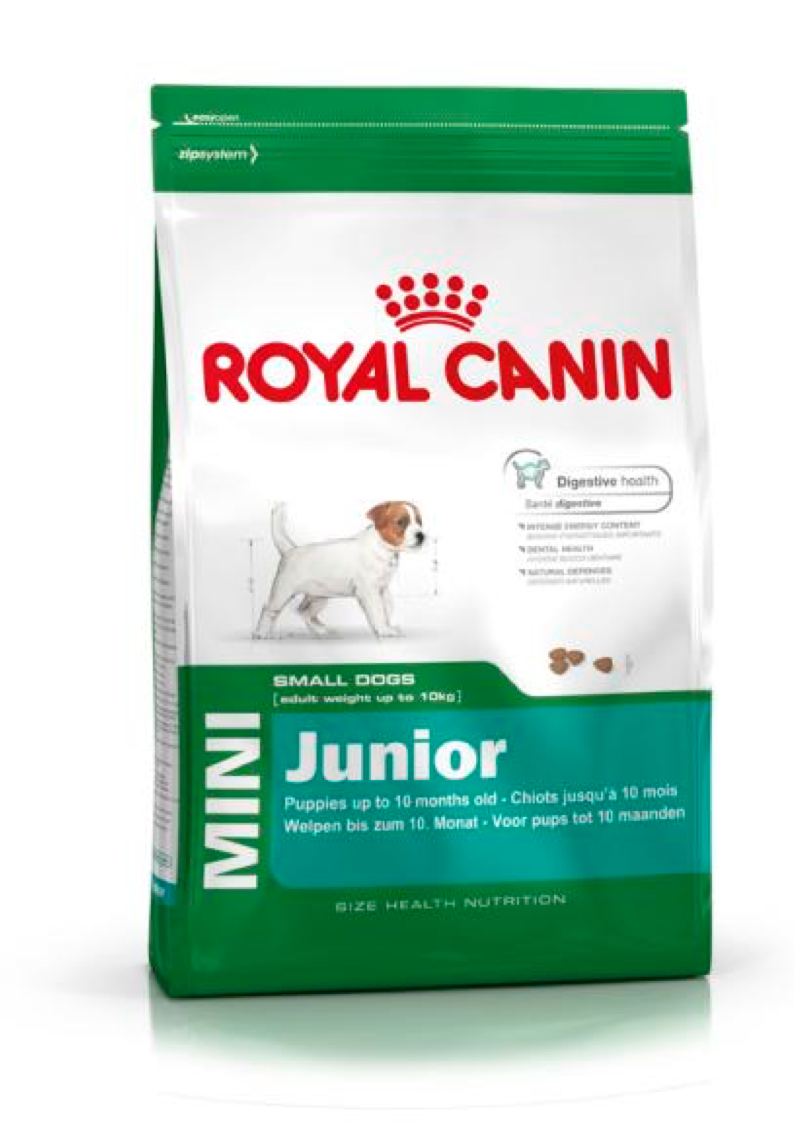 easyopen
zipsystem
ROYAL CANIN
Digestive health
Santé digestive
INTENSE ENERGY CONTENT
DENTAL HEALTH
NATURAL DEFENCES
DÉFENSES NATURELLES
SMALL DOGS
[adult weight up to 10kg]
MINI
Junior
Puppies up to 10 months old - Chiots jusqu'à 10 mois
Welpen bis zum 10. Monat - Voor pups tot 10 maanden
SIZE HEALTH NUTRITION